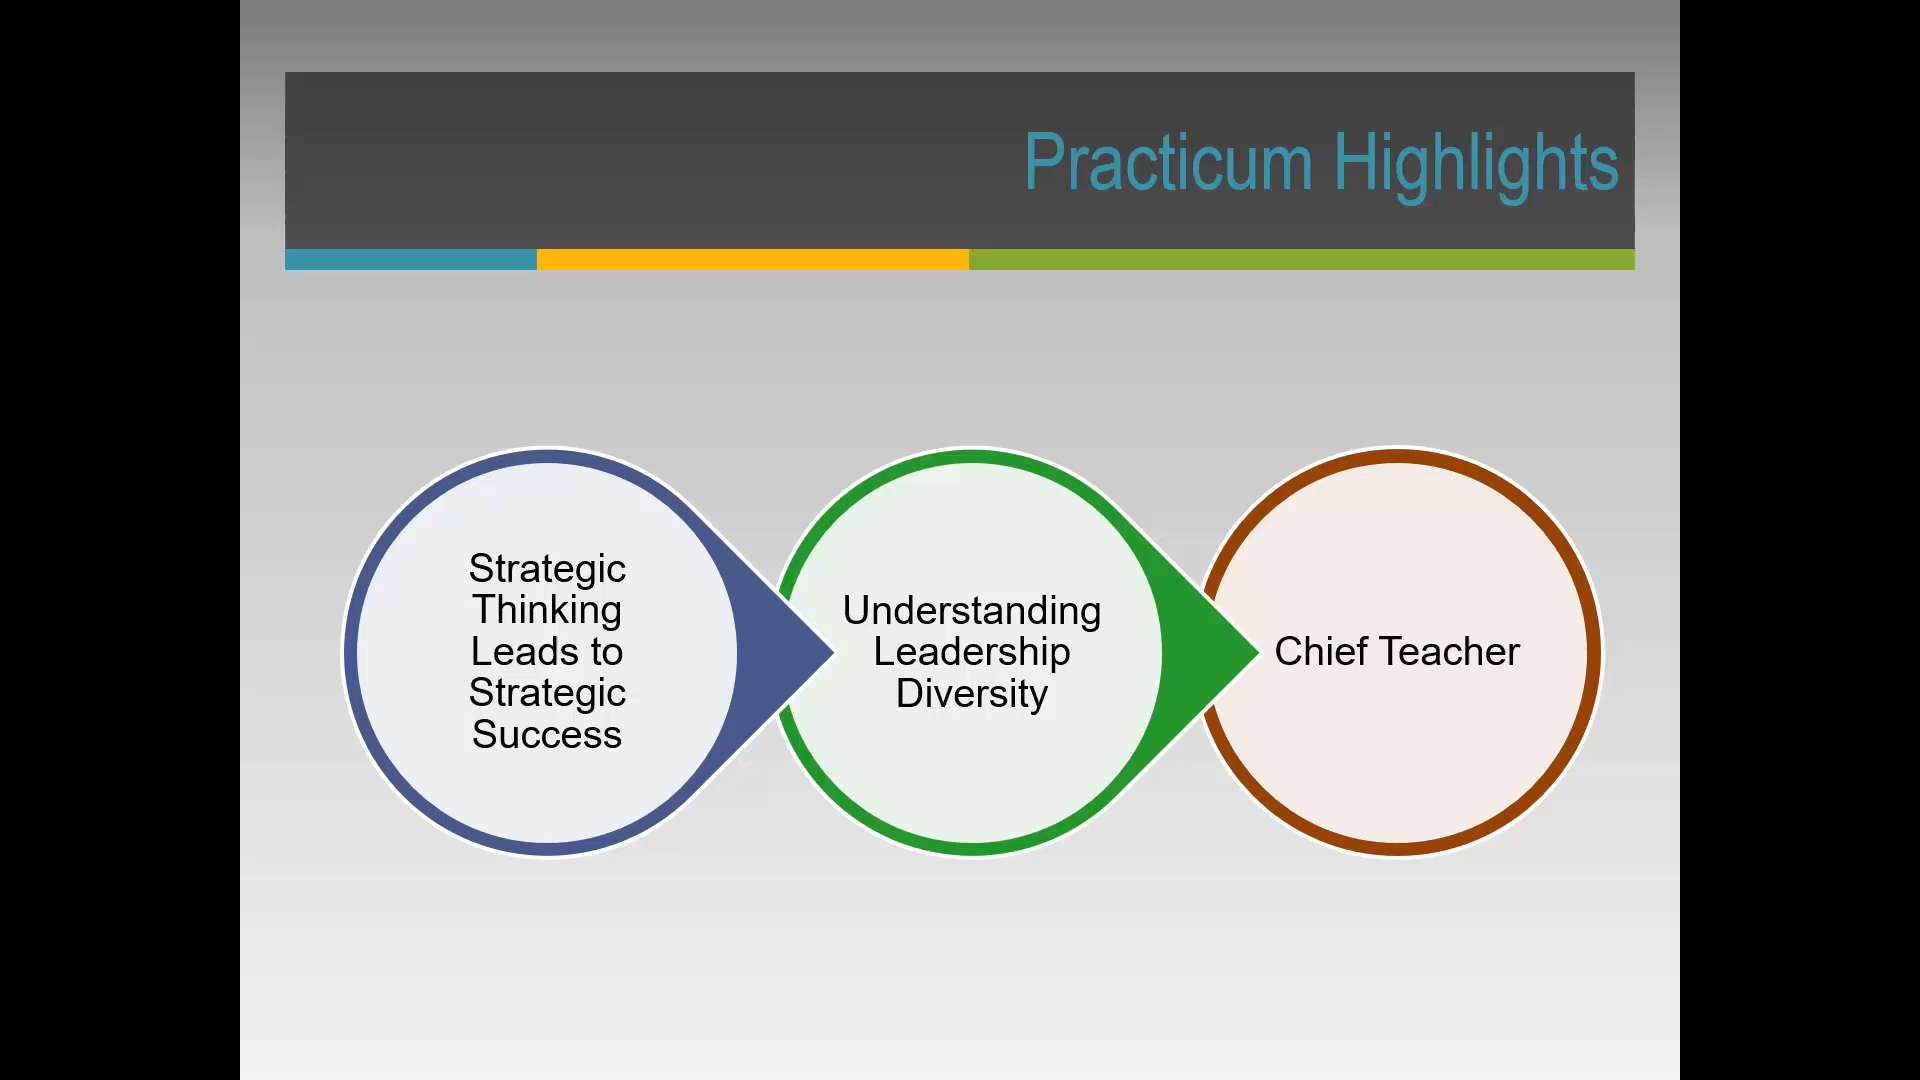 Practicum Highlights
Strategic
Thinking
Leads to
Strategic
Success
Understanding
Leadership
Diversity
Chief Teacher